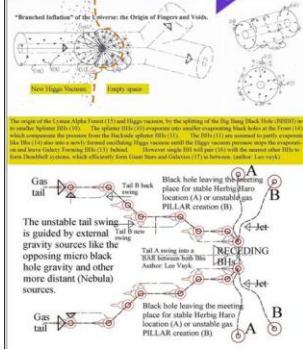 "Branched Inflation" of the Universe: the Origin of Fingers and Voids.
New Higgs Vacuum
Empty space
The origin of the Lyman Alpha Forest (15) and Higgs vacuum, by the splitting of the Big Bang Black Hole (BBBH) in
to smaller Splinter BHs (10). The splinter BHs (10) evaporate into smaller evaporating black holes at the Front (14)
which compensate the pressure from the Backside splinter BHs (11). The BHs (11) are assumed to partly evaporate
like BHs (14) also into a newly formed oscillating Higgs vacuum until the Higgs vacuum pressure stops the evaporati-
on and leave Galaxy Forming BHs (15) behind. However single BH will pair (16) with the nearest other BHs to
form Dumbbell systems, which efficiently form Giant Stars and Galaxies (17) in between. (author: Leo vuyk)
Gas
tail
Tail B back
swing
Black hole leaving the meeting
place for stable Herbig Haro
location (A) or unstable gas
PILLAR creation (B).
A
B
The unstable tail swing
is guided by external
gravity sources like the
opposing micro black
hole gravity and other
more distant (Nebula)
sources.
Tail B new
swing
Tail A swing into a
BAR between both BHs
Author: Leo Vuyk.
Jet
RECEDING
BHs
Jet
Gas
tail
Black hole leaving the meeting
place for stable Herbig Haro
location (A) or unstable gas
PILLAR creation (B).
B
A